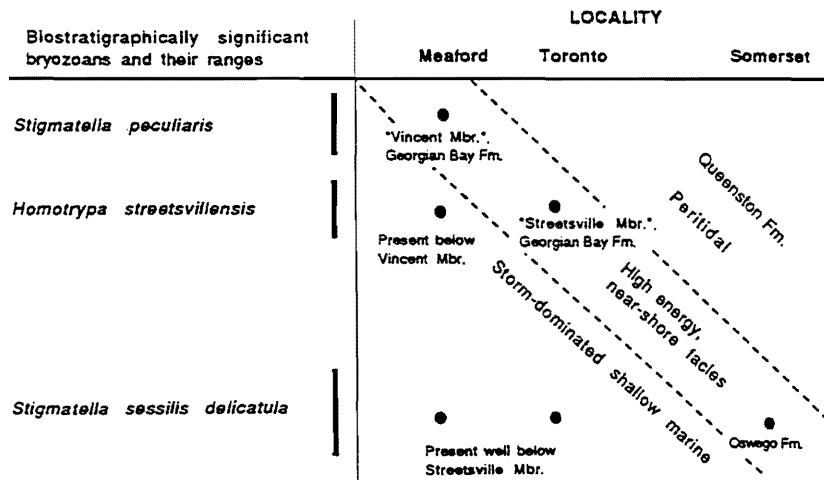 LOCALITY
Biostratigraphically significant
bryozoans and their ranges
Meaford
Toronto
Somerset
Stigmatella peculiaris
"Vincent Mbr.",
Georgian Bay Fm.
Queenston Fm.
Peritidal
Homotrypa streetsvillensis
Present below
Vincent Mbr.
"Streetsville Mbr.",
Georgian Bay Fm.
High energy,
near-shore facies
Storm-dominated shallow marine
Stigmatella sessilis delicatula
Present well below
Streetsville Mbr.
Oswego Fm.